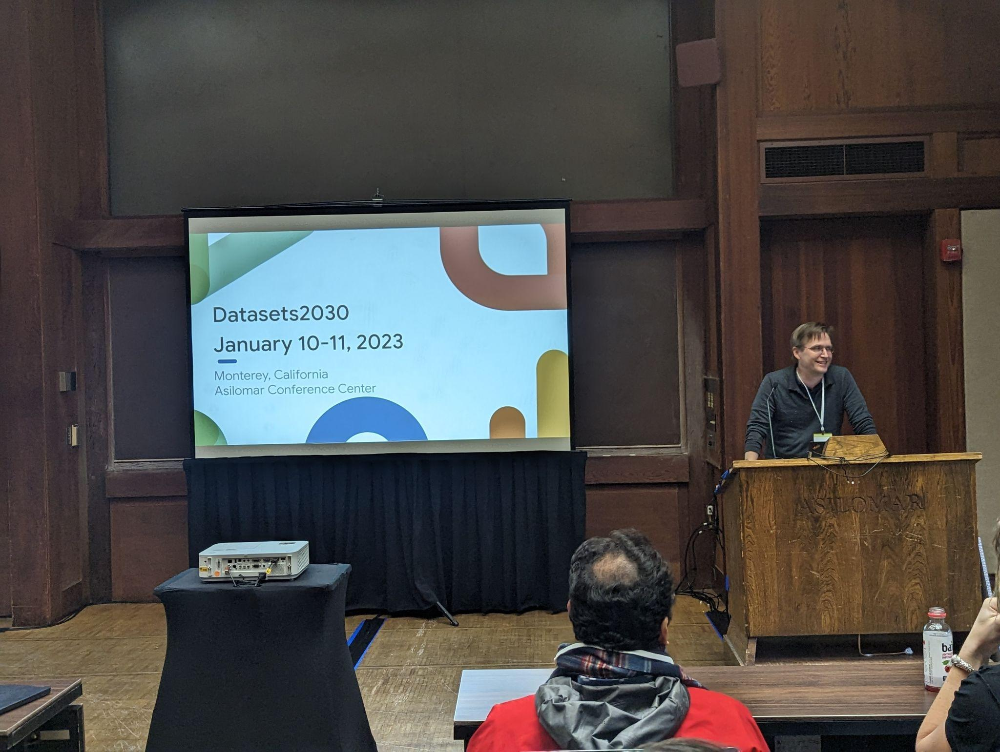 Datasets2030
January 10-11, 2023
Monterey, California
Asilomar Conference Center
ASILOMAR